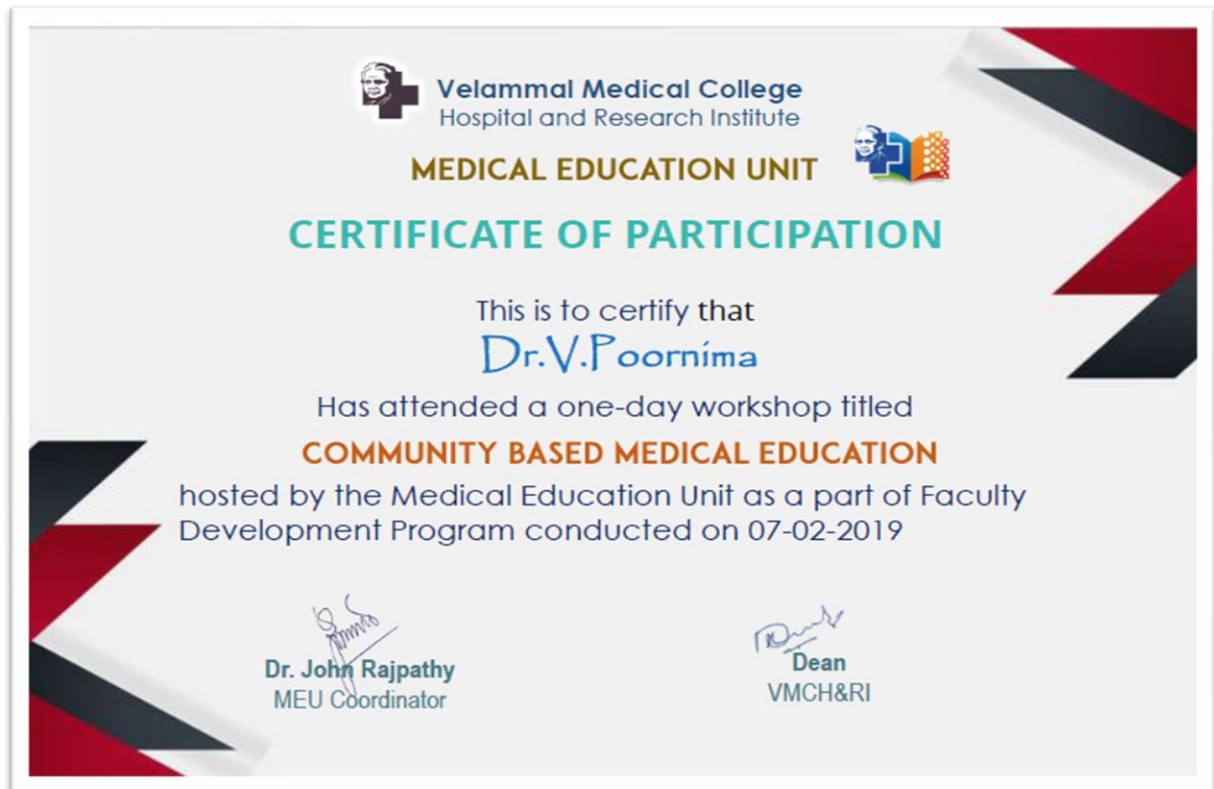 Velammal Medical College
Hospital and Research Institute
MEDICAL EDUCATION UNIT
CERTIFICATE OF PARTICIPATION
This is to certify that
Dr.V.Poornima
Has attended a one-day workshop titled
COMMUNITY BASED MEDICAL EDUCATION
hosted by the Medical Education Unit as a part of Faculty
Development Program conducted on 07-02-2019
Dr. John Rajpathy
MEU Coordinator
Dean
VMCH&RI